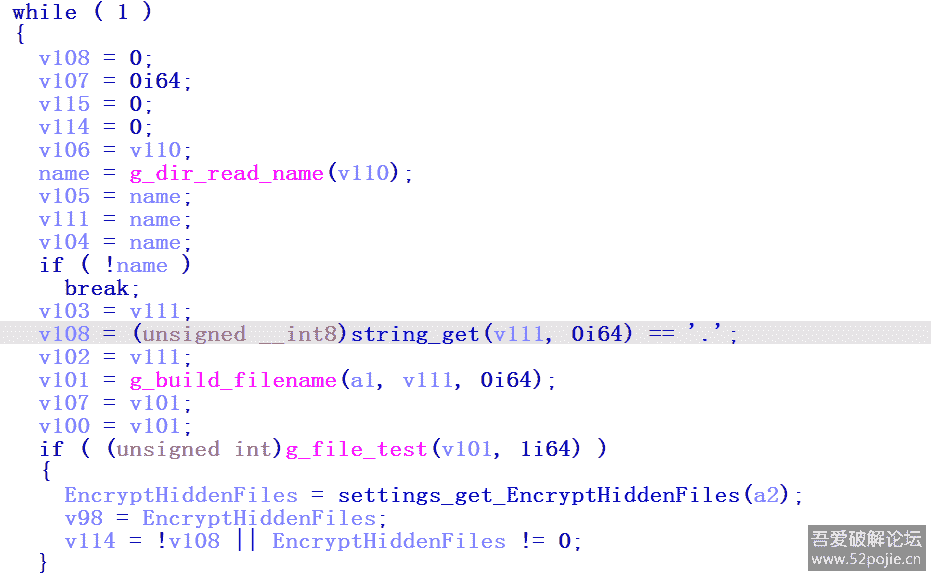 while ( 1 )
{
  v108 = 0;
  v107 = 0i64;
  v115 = 0;
  v114 = 0;
  v106 = v110;
  name = g_dir_read_name(v110);
  v105 = name;
  v111 = name;
  v104 = name;
  if ( !name )
    break;
  v103 = v111;
  v108 = (unsigned __int8)string_get(v111, 0i64) == '.';
  v102 = v111;
  v101 = g_build_filename(a1, v111, 0i64);
  v107 = v101;
  v100 = v101;
  if ( (unsigned int)g_file_test(v101, 1i64) )
  {
    EncryptHiddenFiles = settings_get_EncryptHiddenFiles(a2);
    v98 = EncryptHiddenFiles;
    v114 = !v108 || EncryptHiddenFiles != 0;
  }
吾爱破解论坛
www.52pojie.cn